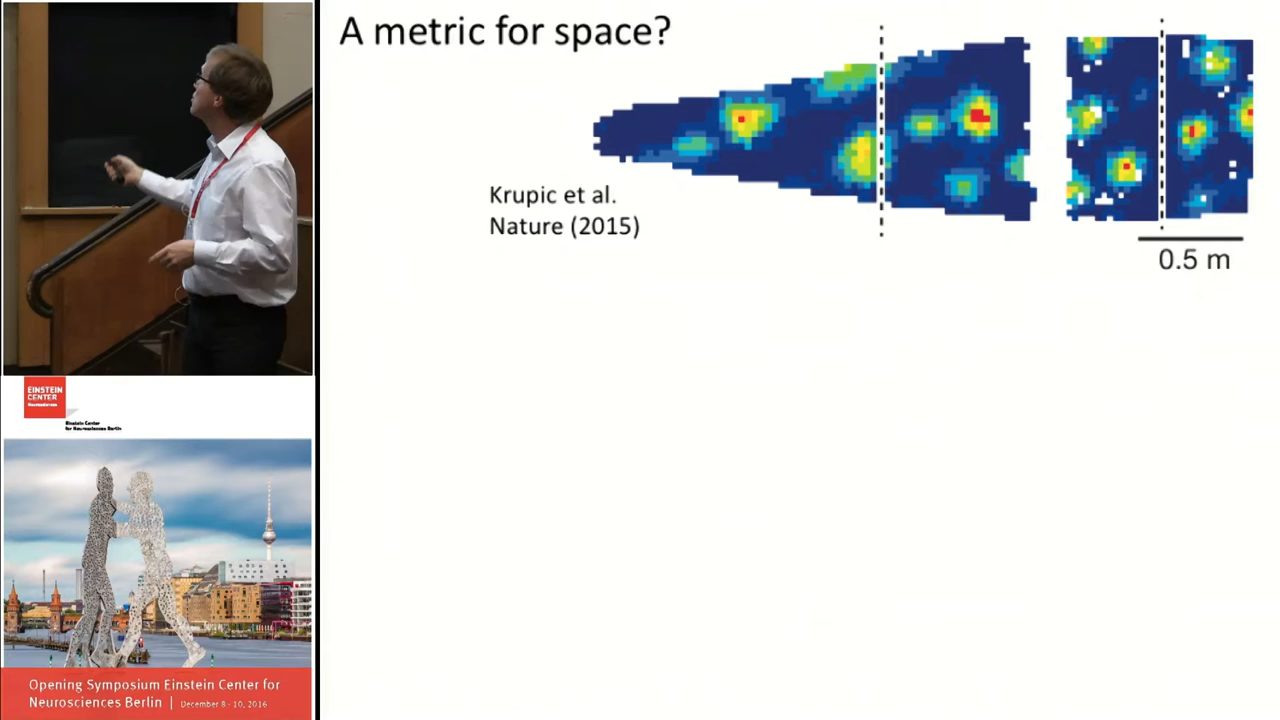 A metric for space?
Krupic et al.
Nature (2015)
0.5 m
EINSTEIN
CENTER
Neurosciences
Einstein Center
for Neurosciences Berlin
Opening Symposium Einstein Center for
Neurosciences Berlin | December 8 - 10, 2016